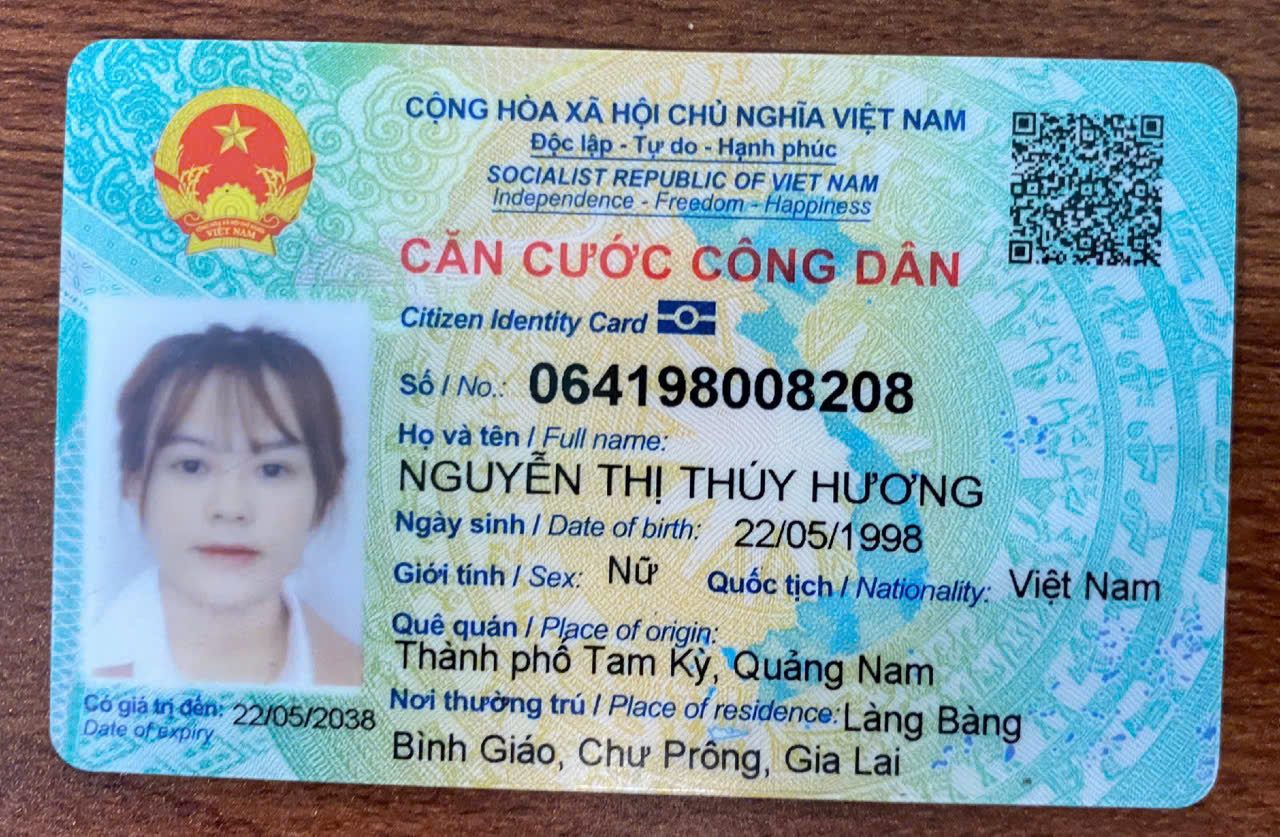 CỘNG HÒA XÃ HỘI CHỦ NGHĨA VIỆT NAM
Độc lập - Tự do - Hạnh phúc
SOCIALIST REPUBLIC OF VIET NAM
Independence - Freedom - Happiness
VIỆT NAM
CĂN CƯỚC CÔNG DÂN
Citizen Identity Card
Số / No.: 064198008208
Họ và tên / Full name:
NGUYỄN THỊ THÚY HƯƠNG
Ngày sinh / Date of birth: 22/05/1998
Giới tính / Sex: Nữ Quốc tịch / Nationality: Việt Nam
Quê quán / Place of origin:
Thành phố Tam Kỳ, Quảng Nam
Nơi thường trú / Place of residence: Làng Bàng
Bình Giáo, Chư Prông, Gia Lai
Có giá trị đến: 22/05/2038
Date of expiry